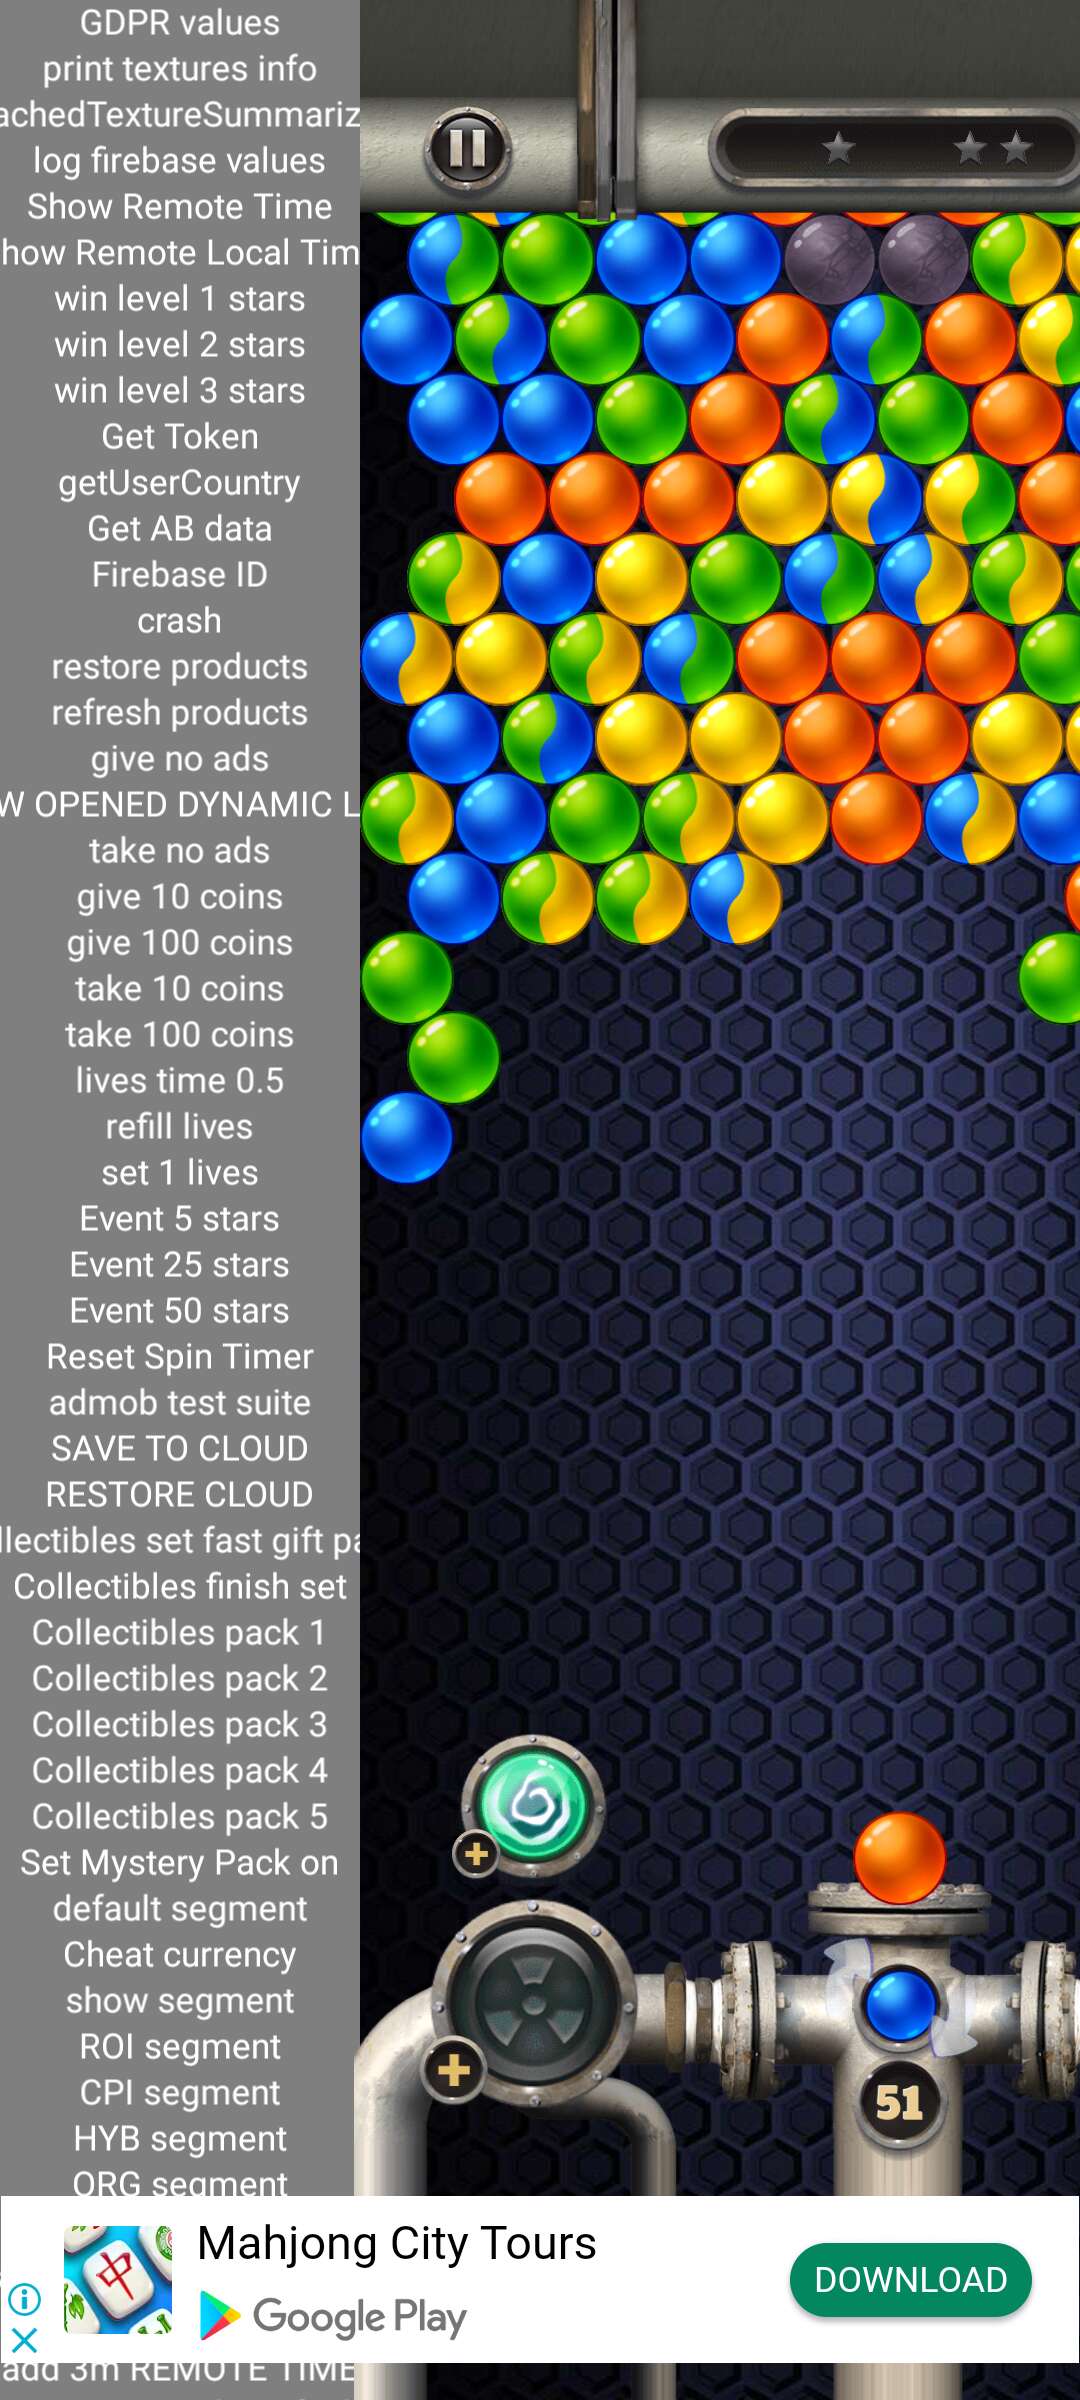 GDPR values
print textures info
achedTextureSummariz
log firebase values
Show Remote Time
how Remote Local Tim
win level 1 stars
win level 2 stars
win level 3 stars
Get Token
getUserCountry
Get AB data
Firebase ID
crash
restore products
refresh products
give no ads
W OPENED DYNAMIC L
take no ads
give 10 coins
give 100 coins
take 10 coins
take 100 coins
lives time 0.5
refill lives
set 1 lives
Event 5 stars
Event 25 stars
Event 50 stars
Reset Spin Timer
admob test suite
SAVE TO CLOUD
RESTORE CLOUD
llectibles set fast gift pa
Collectibles finish set
Collectibles pack 1
Collectibles pack 2
Collectibles pack 3
Collectibles pack 4
Collectibles pack 5
Set Mystery Pack on
default segment
Cheat currency
show segment
ROI segment
CPI segment
HYB segment
ORG segment
51
Mahjong City Tours
Google Play
DOWNLOAD
中
add 3m REMOTE TIME